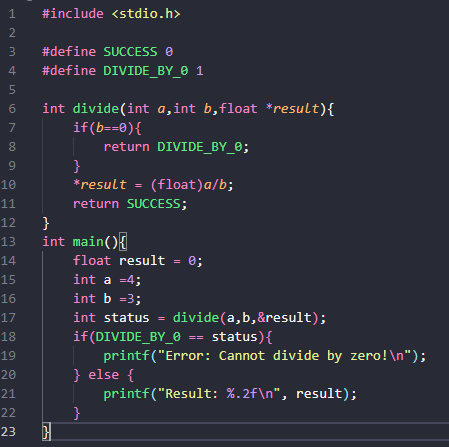 1 #include <stdio.h>
2
3 #define SUCCESS 0
4 #define DIVIDE_BY_0 1
5
6 int divide(int a,int b,float *result){
7     if(b==0){
8         return DIVIDE_BY_0;
9     }
10     *result = (float)a/b;
11     return SUCCESS;
12 }
13 int main(){
14     float result = 0;
15     int a =4;
16     int b =3;
17     int status = divide(a,b,&result);
18     if(DIVIDE_BY_0 == status){
19         printf("Error: Cannot divide by zero!\n");
20     } else {
21         printf("Result: %.2f\n", result);
22     }
23 }